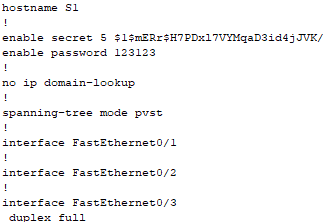 hostname S1
!
enable secret 5 $1$mERr$H7PDxl7VYMqaD3id4jJVK/
enable password 123123
!
no ip domain-lookup
!
spanning-tree mode pvst
!
interface FastEthernet0/1
!
interface FastEthernet0/2
!
interface FastEthernet0/3
 duplex full